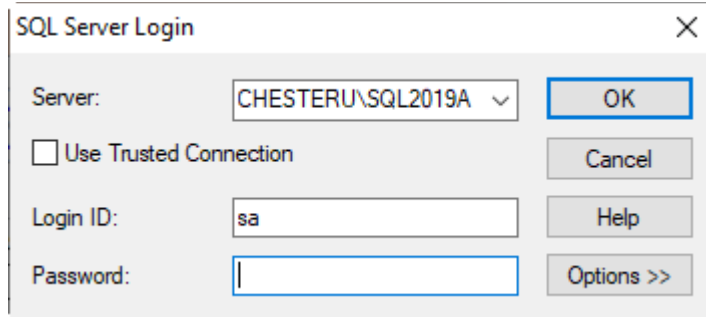 SQL Server Login
Server: CHESTERU\SQL2019A OK
Use Trusted Connection Cancel
Login ID: sa Help
Password: Options >>